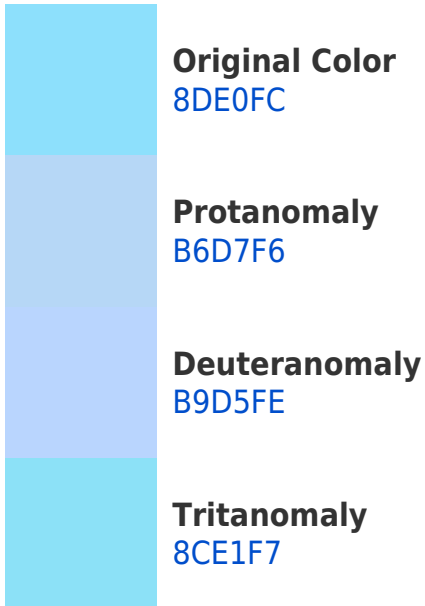 Original Color
8DE0FC
Protanomaly
B6D7F6
Deuteranomaly
B9D5FE
Tritanomaly
8CE1F7